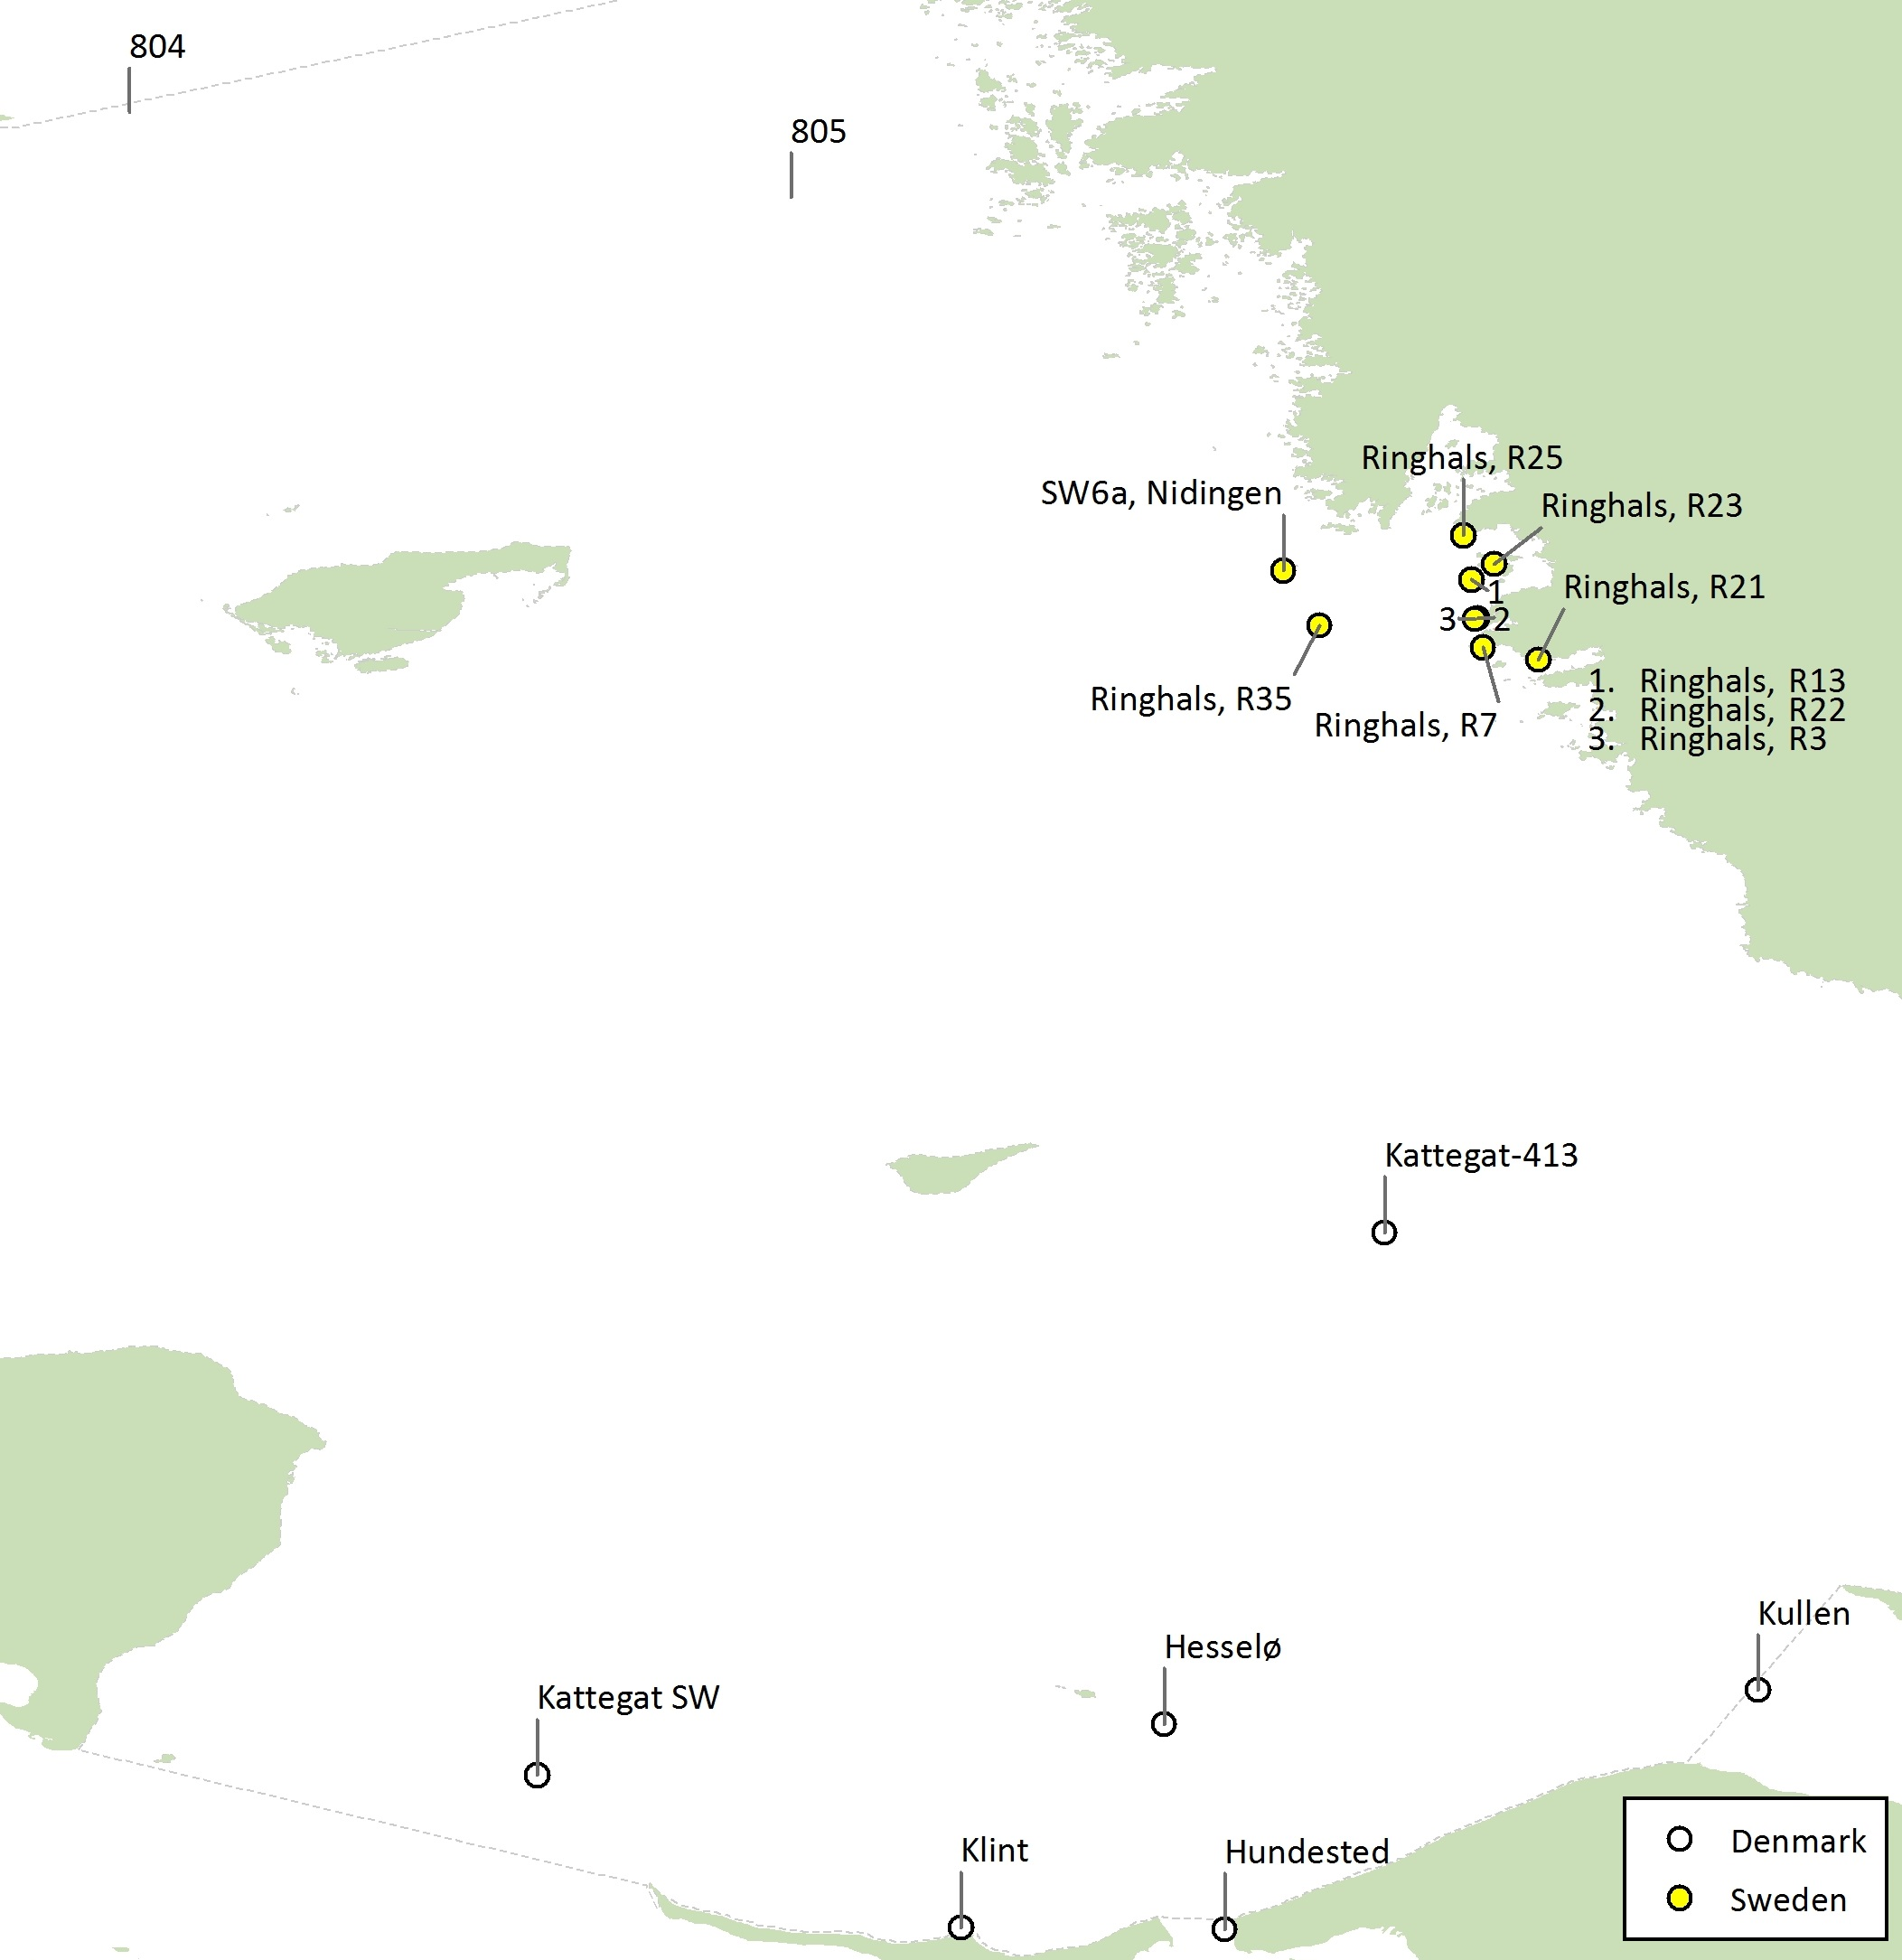 804
805
Ringhals, R25
SW6a, Nidingen
Ringhals, R23
Ringhals, R21
1
3
2
Ringhals, R35
Ringhals, R7
1. Ringhals, R13
2. Ringhals, R22
3. Ringhals, R3
Kattegat-413
Kullen
Hesselø
Kattegat SW
Klint
Hundested
Denmark
Sweden